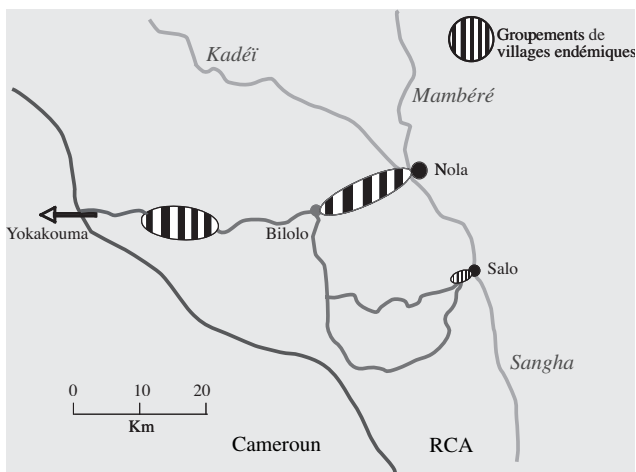 Groupements de
villages endémiques
Kadéï
Mambéré
Nola
Yokakouma
Bilolo
Salo
Sangha
0 10 20
Km
Cameroun RCA